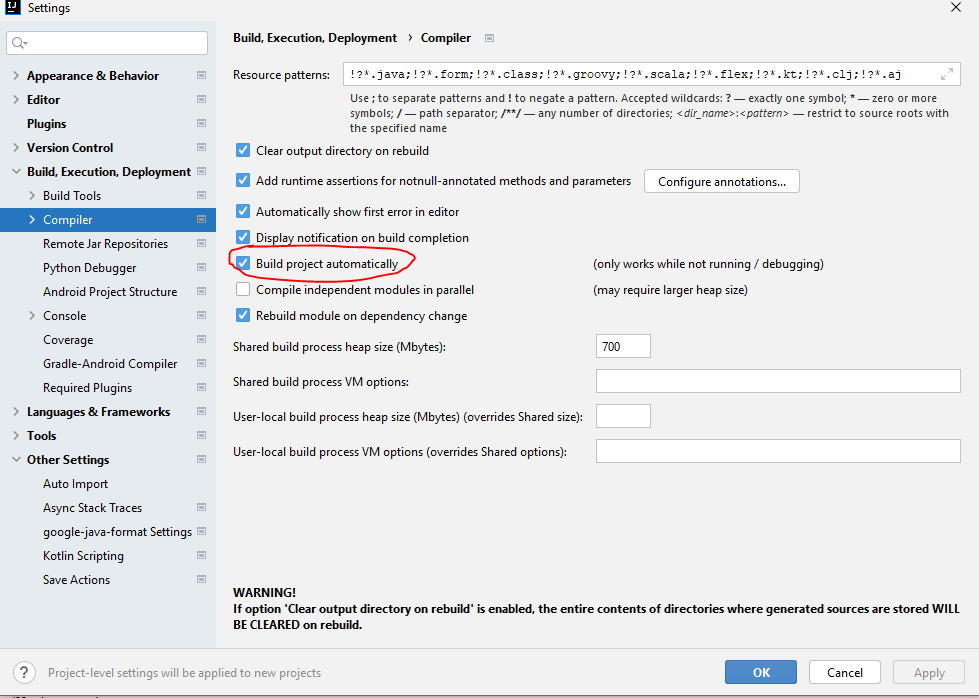 IJ Settings
Appearance & Behavior
Editor
Plugins
Version Control
Build, Execution, Deployment
Build Tools
Compiler
Remote Jar Repositories
Python Debugger
Android Project Structure
Console
Coverage
Gradle-Android Compiler
Required Plugins
Languages & Frameworks
Tools
Other Settings
Auto Import
Async Stack Traces
google-java-format Settings
Kotlin Scripting
Save Actions
Build, Execution, Deployment › Compiler
Resource patterns: !?*.java;!?*.form;!?*.class;!?*.groovy;!?*.scala;!?*.flex;!?*.kt;!?*.clj;!?*.aj
Use ; to separate patterns and ! to negate a pattern. Accepted wildcards: ? — exactly one symbol; * — zero or more
symbols; / — path separator; /**/ — any number of directories; <dir_name>:<pattern> — restrict to source roots with
the specified name
Clear output directory on rebuild
Add runtime assertions for notnull-annotated methods and parameters Configure annotations...
Automatically show first error in editor
Display notification on build completion
Build project automatically (only works while not running / debugging)
Compile independent modules in parallel (may require larger heap size)
Rebuild module on dependency change
Shared build process heap size (Mbytes): 700
Shared build process VM options:
User-local build process heap size (Mbytes) (overrides Shared size):
User-local build process VM options (overrides Shared options):
WARNING!
If option 'Clear output directory on rebuild' is enabled, the entire contents of directories where generated sources are stored WILL
BE CLEARED on rebuild.
? Project-level settings will be applied to new projects OK Cancel Apply